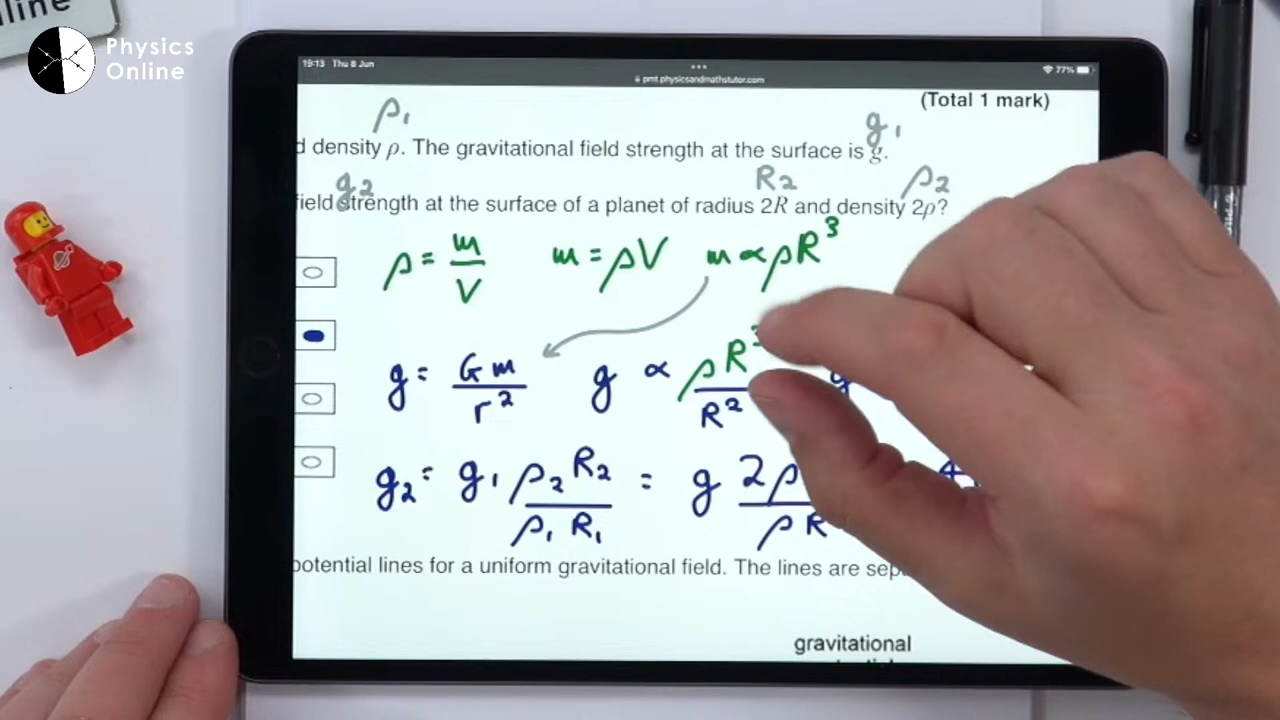 line
Physics
Online
19:13 Thu 8 Jun
pmt.physicsandmathstutor.com
77%
(Total 1 mark)
ρ₁ g₁
d density ρ. The gravitational field strength at the surface is g.
g₂ R₂ ρ₂
field strength at the surface of a planet of radius 2R and density 2ρ?
ρ = m/V m = ρV m ∝ ρR³
g = Gm/r² g ∝ ρR³/R² g
g₂ = g₁ ρ₂R₂/ρ₁R₁ = g 2ρ/ρR 4
potential lines for a uniform gravitational field. The lines are sep
gravitational